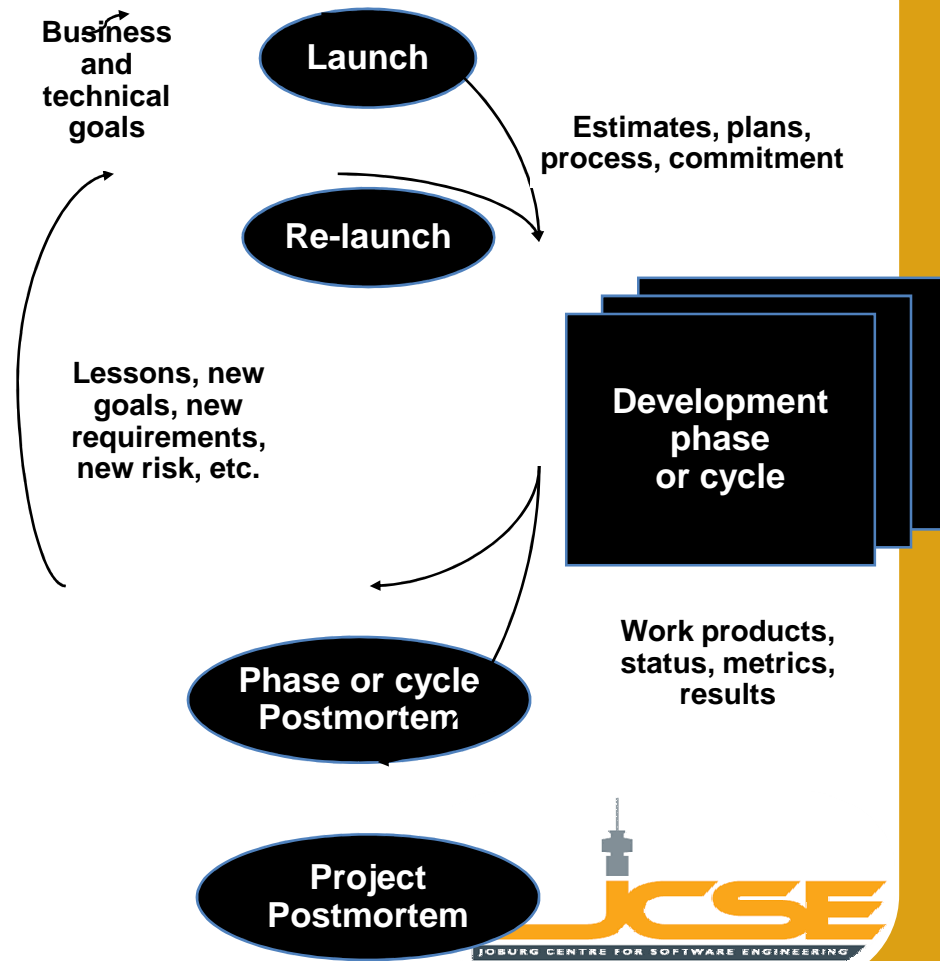 Business
and
technical
goals
Launch
Estimates, plans,
process, commitment
Re-launch
Lessons, new
goals, new
requirements,
new risk, etc.
Development
phase
or cycle
Work products,
status, metrics,
results
Phase or cycle
Postmortem
Project
Postmortem
JCSE
JOBURG CENTRE FOR SOFTWARE ENGINEERING